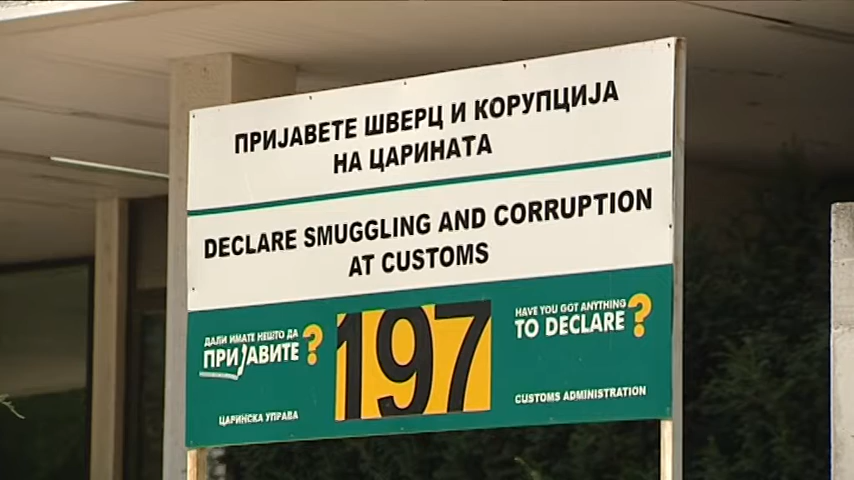 ПРИЈАВЕТЕ ШВЕРЦ И КОРУПЦИЈА
НА ЦАРИНАТА
DECLARE SMUGGLING AND CORRUPTION
AT CUSTOMS
ДАЛИ ИМАТЕ НЕШТО ДА
ПРИЈАВИТЕ?
197
HAVE YOU GOT ANYTHING
TO DECLARE?
ЦАРИНСКА УПРАВА
CUSTOMS ADMINISTRATION